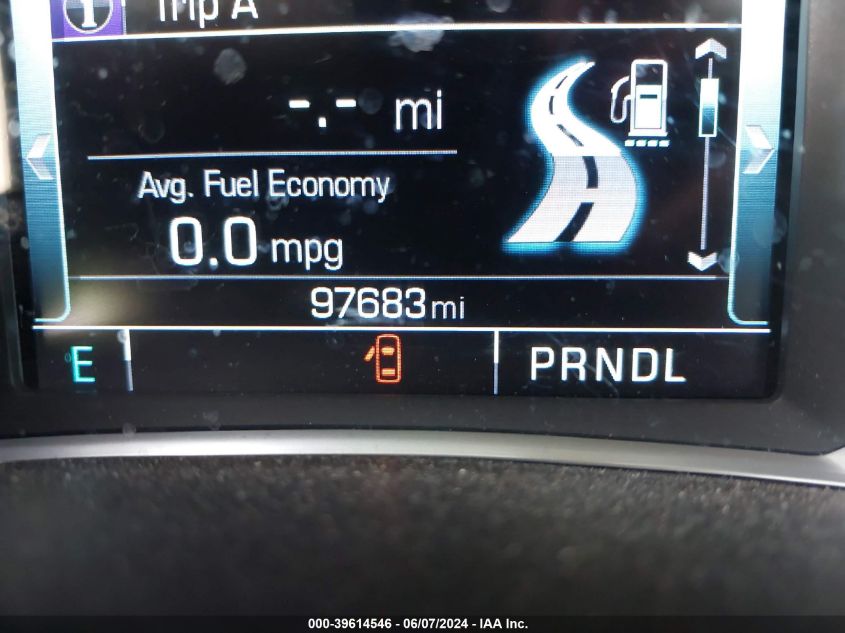 Trip A
-.- mi
Avg. Fuel Economy
0.0 mpg
97683 mi
E
PRNDL
000-39614546 - 06/07/2024 - IAA Inc.